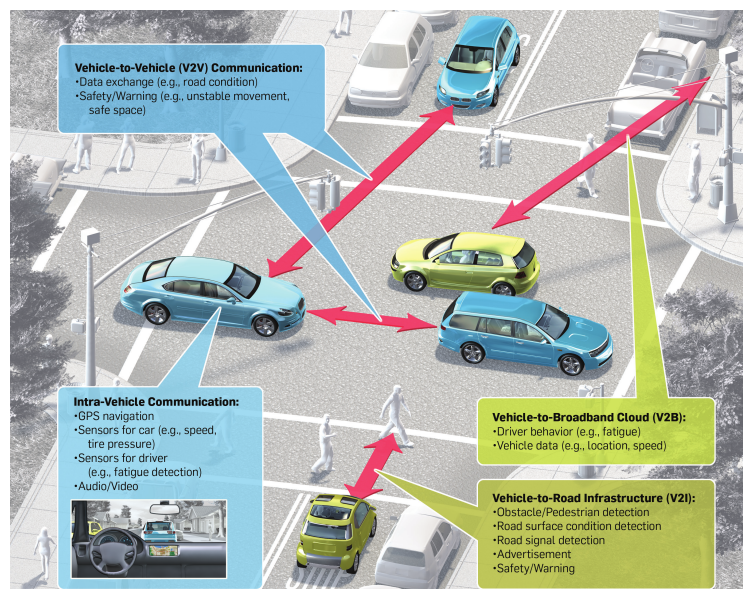 Vehicle-to-Vehicle (V2V) Communication:
•Data exchange (e.g., road condition)
•Safety/Warning (e.g., unstable movement,
safe space)
Intra-Vehicle Communication:
•GPS navigation
•Sensors for car (e.g., speed,
tire pressure)
•Sensors for driver
(e.g., fatigue detection)
•Audio/Video
Vehicle-to-Broadband Cloud (V2B):
•Driver behavior (e.g., fatigue)
•Vehicle data (e.g., location, speed)
Vehicle-to-Road Infrastructure (V2I):
•Obstacle/Pedestrian detection
•Road surface condition detection
•Road signal detection
•Advertisement
•Safety/Warning